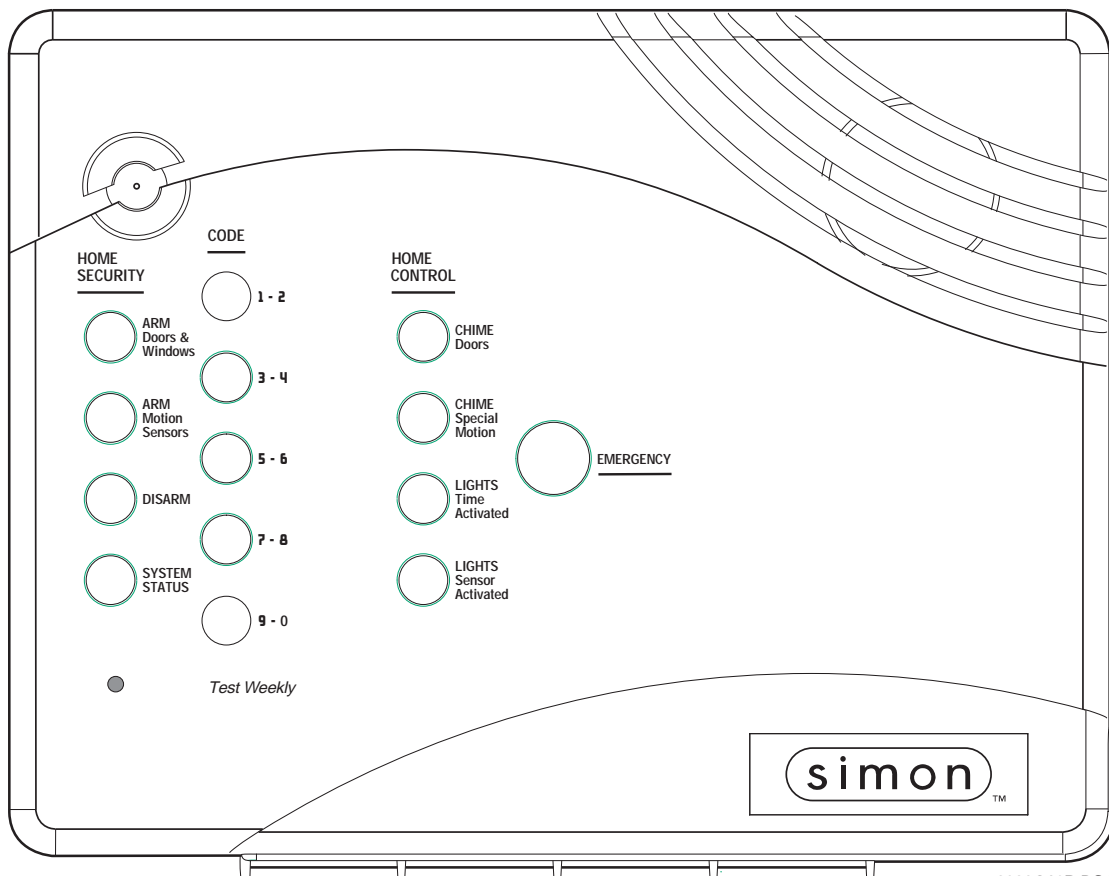 CODE
HOME
SECURITY
HOME
CONTROL
1 - 2
ARM
Doors &
Windows
CHIME
Doors
3 - 4
ARM
Motion
Sensors
CHIME
Special
Motion
5 - 6
EMERGENCY
DISARM
LIGHTS
Time
Activated
7 - 8
SYSTEM
STATUS
LIGHTS
Sensor
Activated
9 - 0
Test Weekly
simon
TM